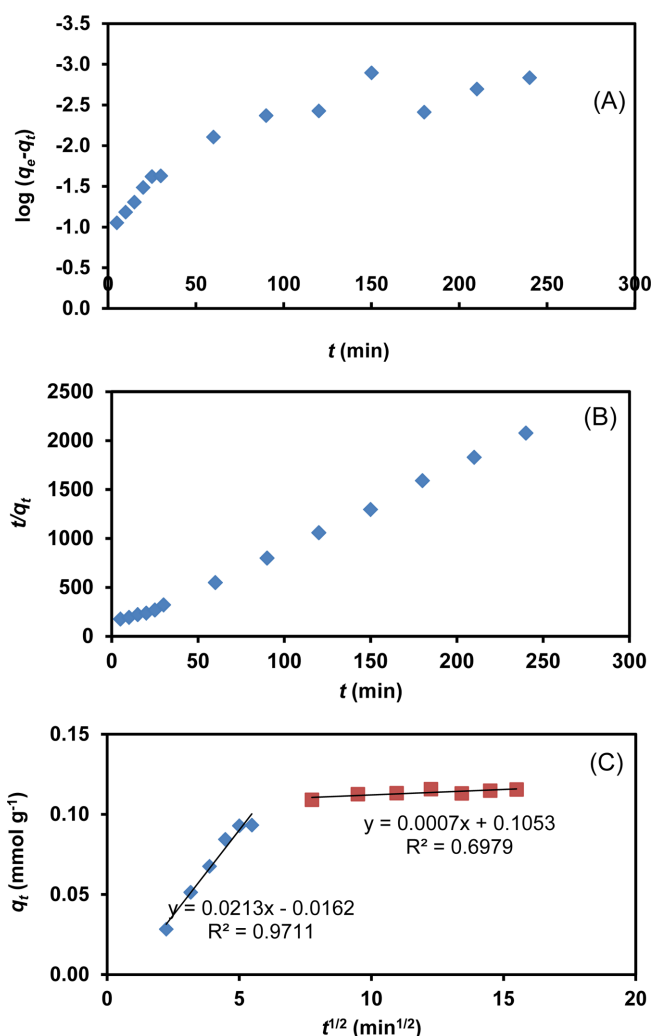 -3.5
-3.0
-2.5
-2.0
-1.5
-1.0
-0.5
0.0
log (qe-qt)
(A)
0 50 100 150 200 250 300
t (min)
2500
2000
1500
1000
500
0
t/qt
(B)
0 50 100 150 200 250 300
t (min)
0.15
0.10
0.05
0.00
qt (mmol g-1)
(C)
y = 0.0007x + 0.1053
R² = 0.6979
y = 0.0213x - 0.0162
R² = 0.9711
0 5 10 15 20
t1/2 (min1/2)